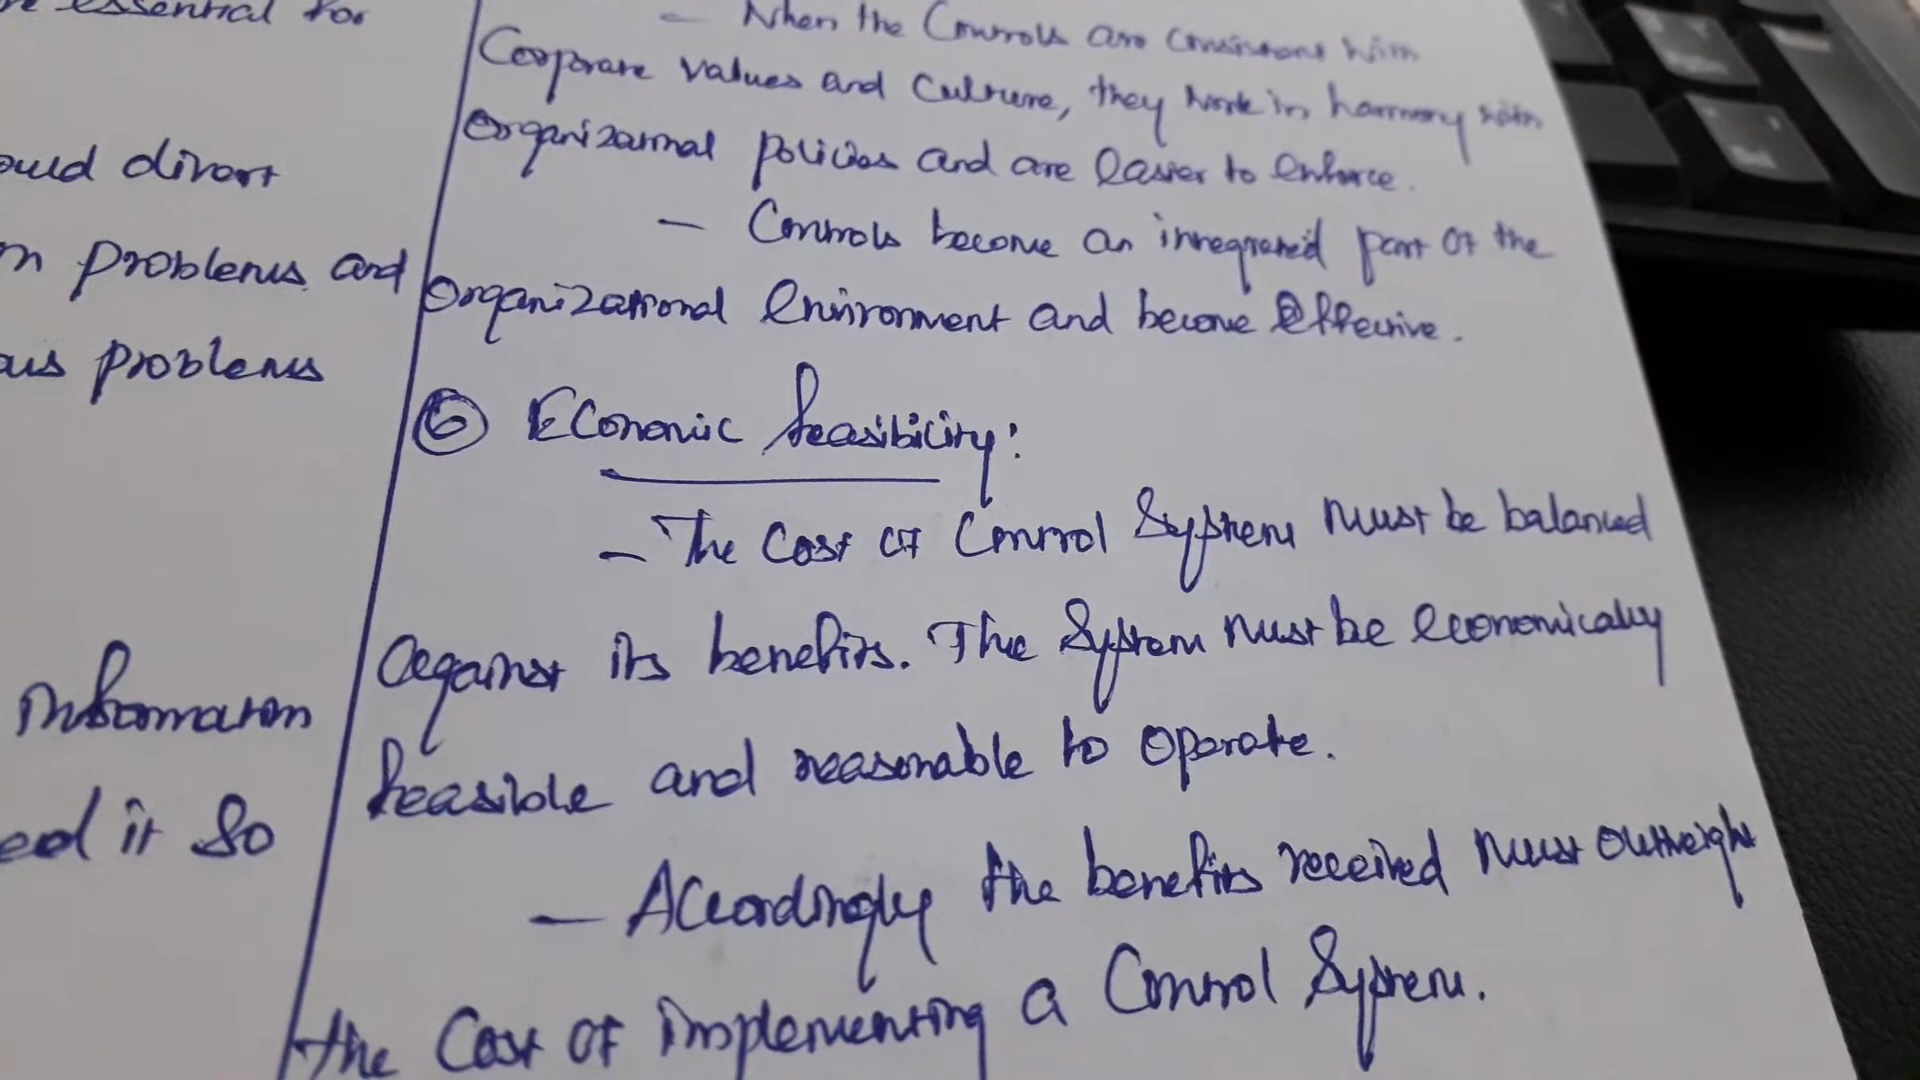 essential for
ould divert
m problems and
ous problems
information
eed it so
- When the Controls are consistent with
Corporate values and culture, they work in harmony with
organizational policies and are easier to enforce.
- Controls become an integrated part of the
organizational environment and become effective.
6 Economic feasibility:
- The cost of control system must be balanced
against its benefits. The system must be economically
feasible and reasonable to operate.
- Accordingly the benefits received must outweigh
the cost of implementing a control system.